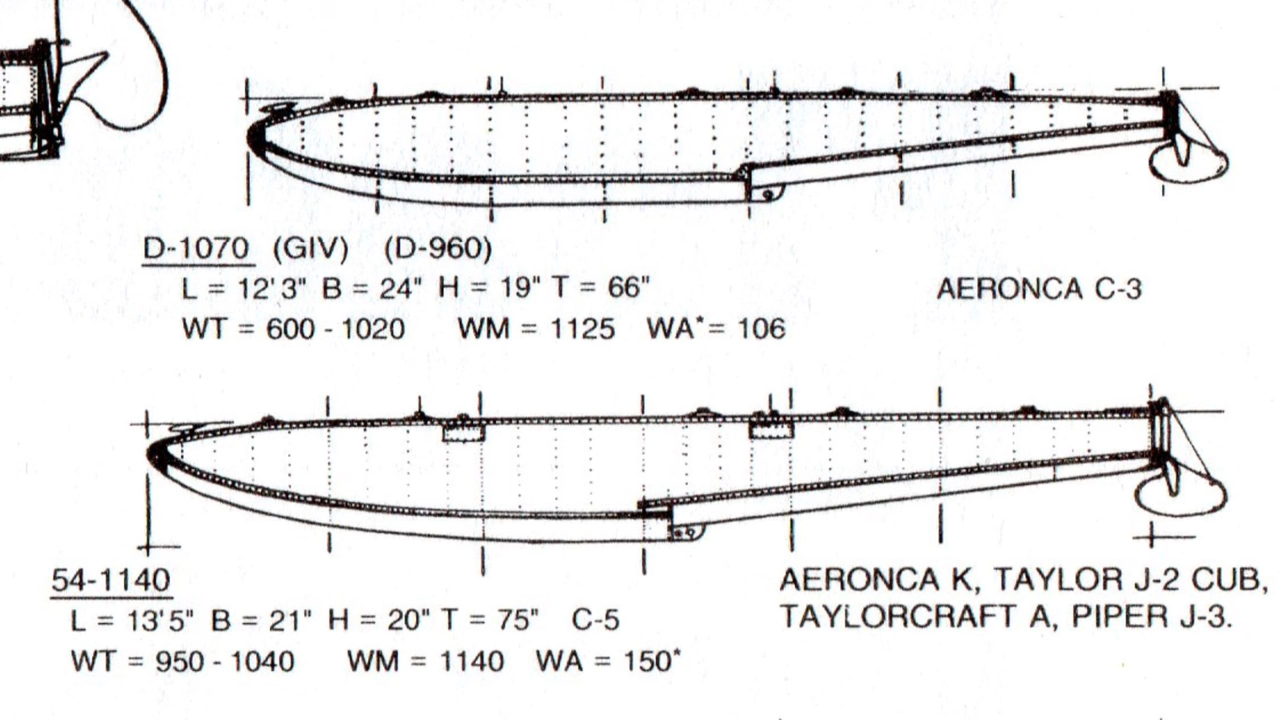 D-1070 (GIV) (D-960)
L = 12'3" B = 24" H = 19" T = 66"
AERONCA C-3
WT = 600 - 1020 WM = 1125 WA*= 106
54-1140
L = 13'5" B = 21" H = 20" T = 75" C-5
WT = 950 - 1040 WM = 1140 WA = 150*
AERONCA K, TAYLOR J-2 CUB,
TAYLORCRAFT A, PIPER J-3.